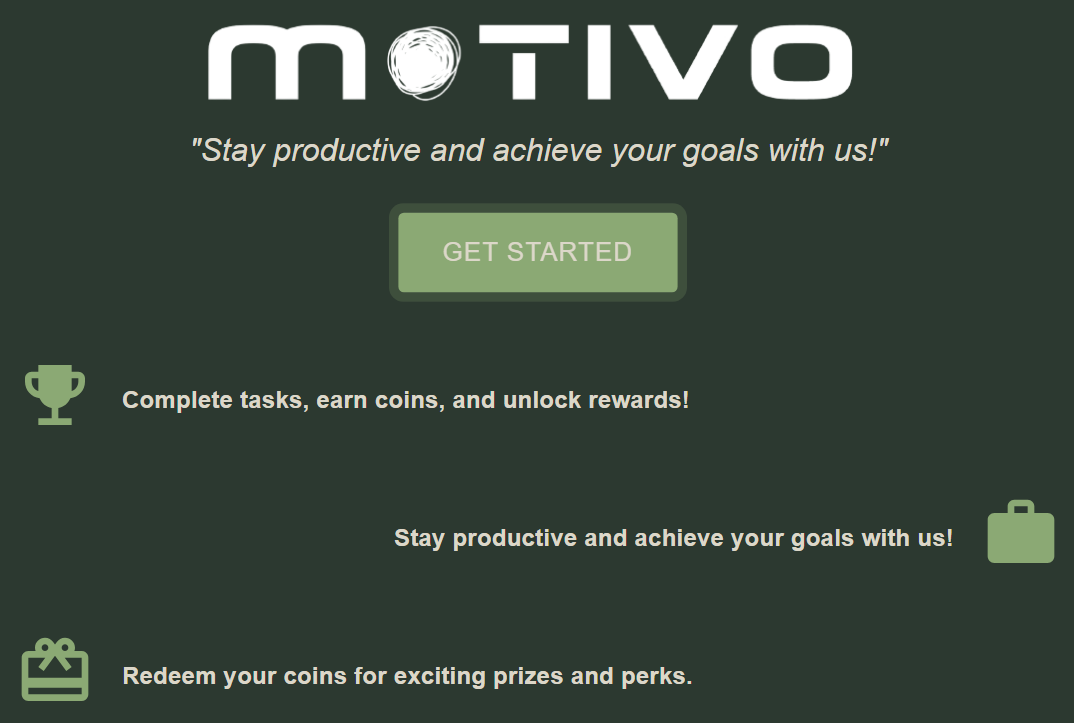 MOTIVO
"Stay productive and achieve your goals with us!"
GET STARTED
Complete tasks, earn coins, and unlock rewards!
Stay productive and achieve your goals with us!
Redeem your coins for exciting prizes and perks.